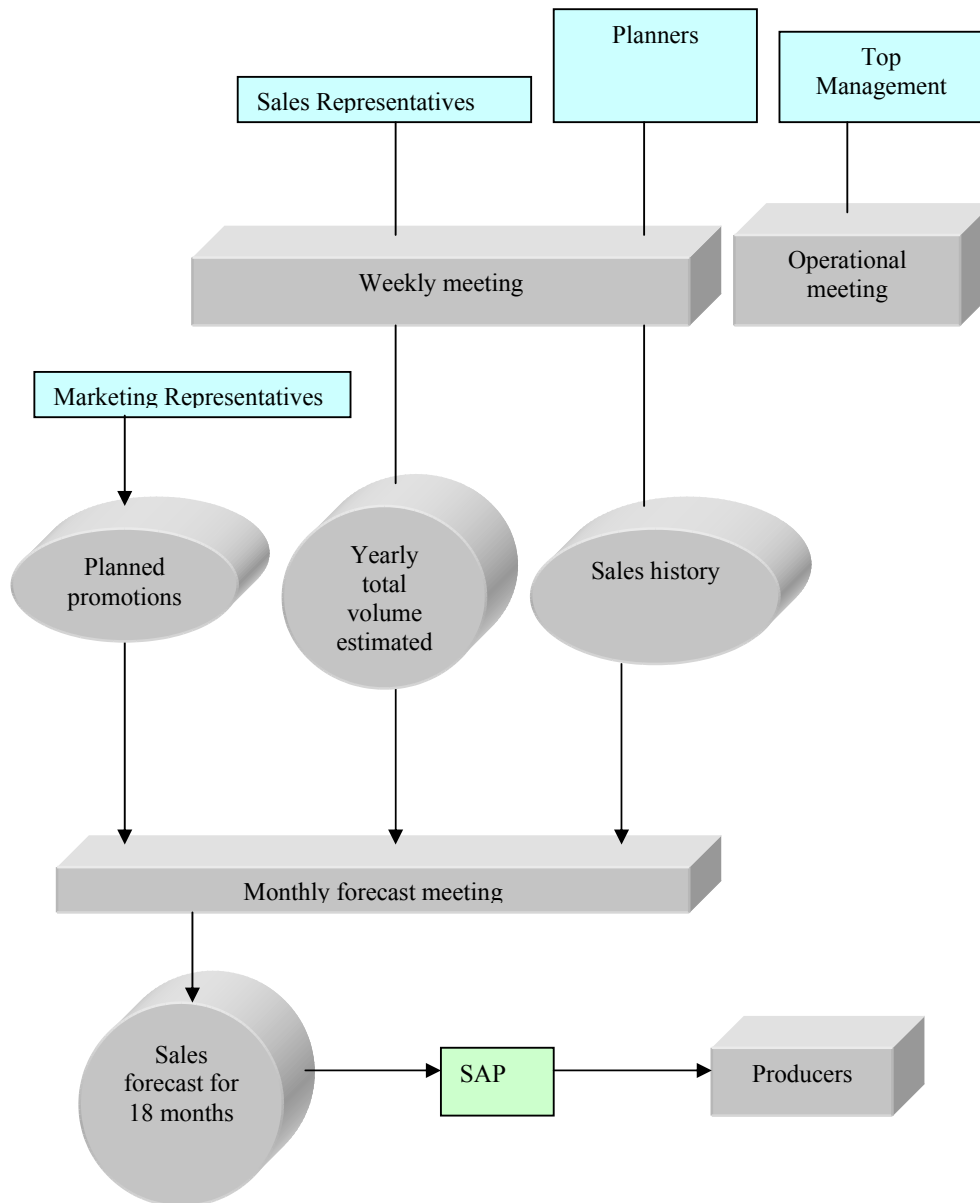 Planners
Top
Management
Sales Representatives
Weekly meeting
Operational
meeting
Marketing Representatives
Planned
promotions
Yearly
total
volume
estimated
Sales history
Monthly forecast meeting
Sales
forecast for
18 months
SAP
Producers